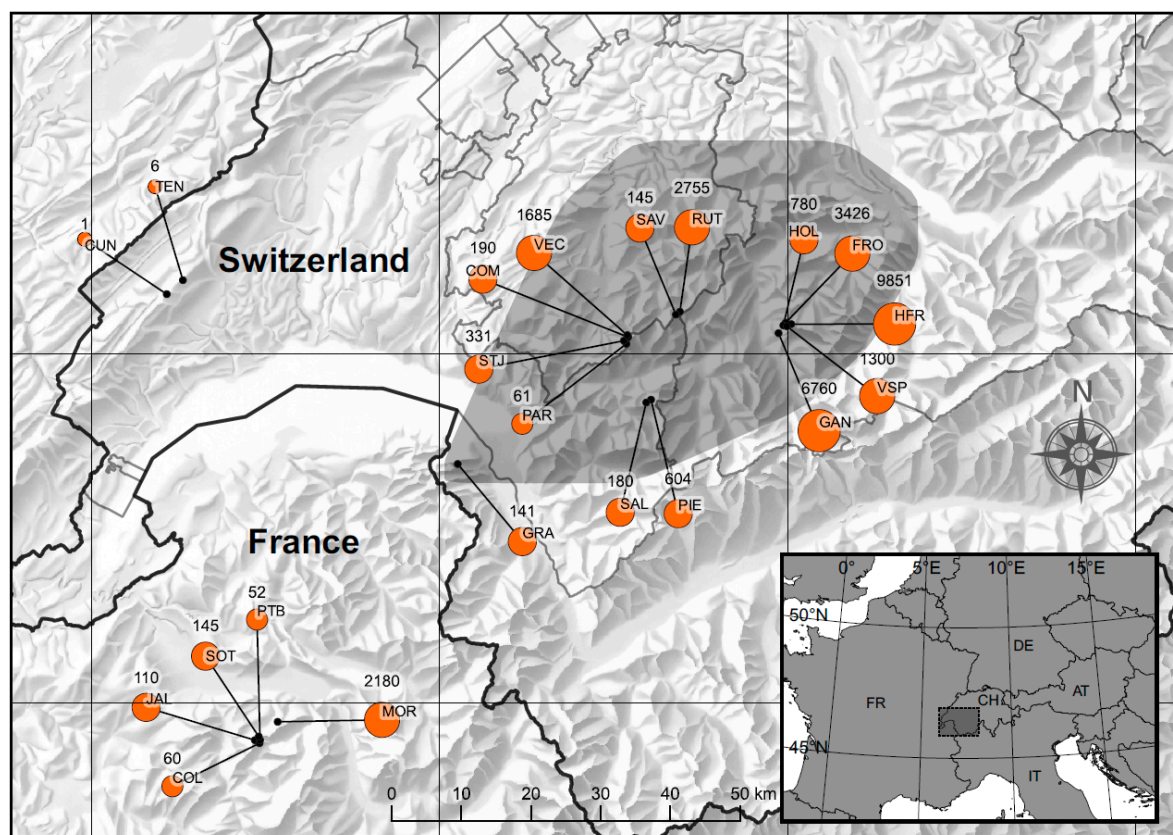 6
TEN
1
CUN
Switzerland
145
SAV
2755
RUT
1685
VEC
190
COM
780
HOL
3426
FRO
9851
HFR
331
STJ
1300
VSP
61
PAR
6760
GAN
N
180
SAL
604
PIE
141
GRA
France
52
PTB
145
SOT
110
JAL
2180
MOR
60
COL
0 10 20 30 40 50 km
0° 5°E 10°E 15°E
50°N
DE
FR
CH
AT
45°N
IT